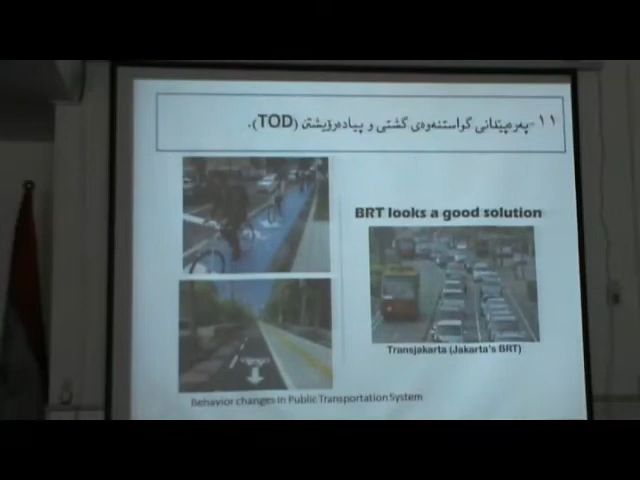 ١١-پەرەپێدانی گواستنەوەی گشتی و پیادەڕۆیشتن (TOD).
BRT looks a good solution
Transjakarta (Jakarta's BRT)
Behavior changes in Public Transportation System